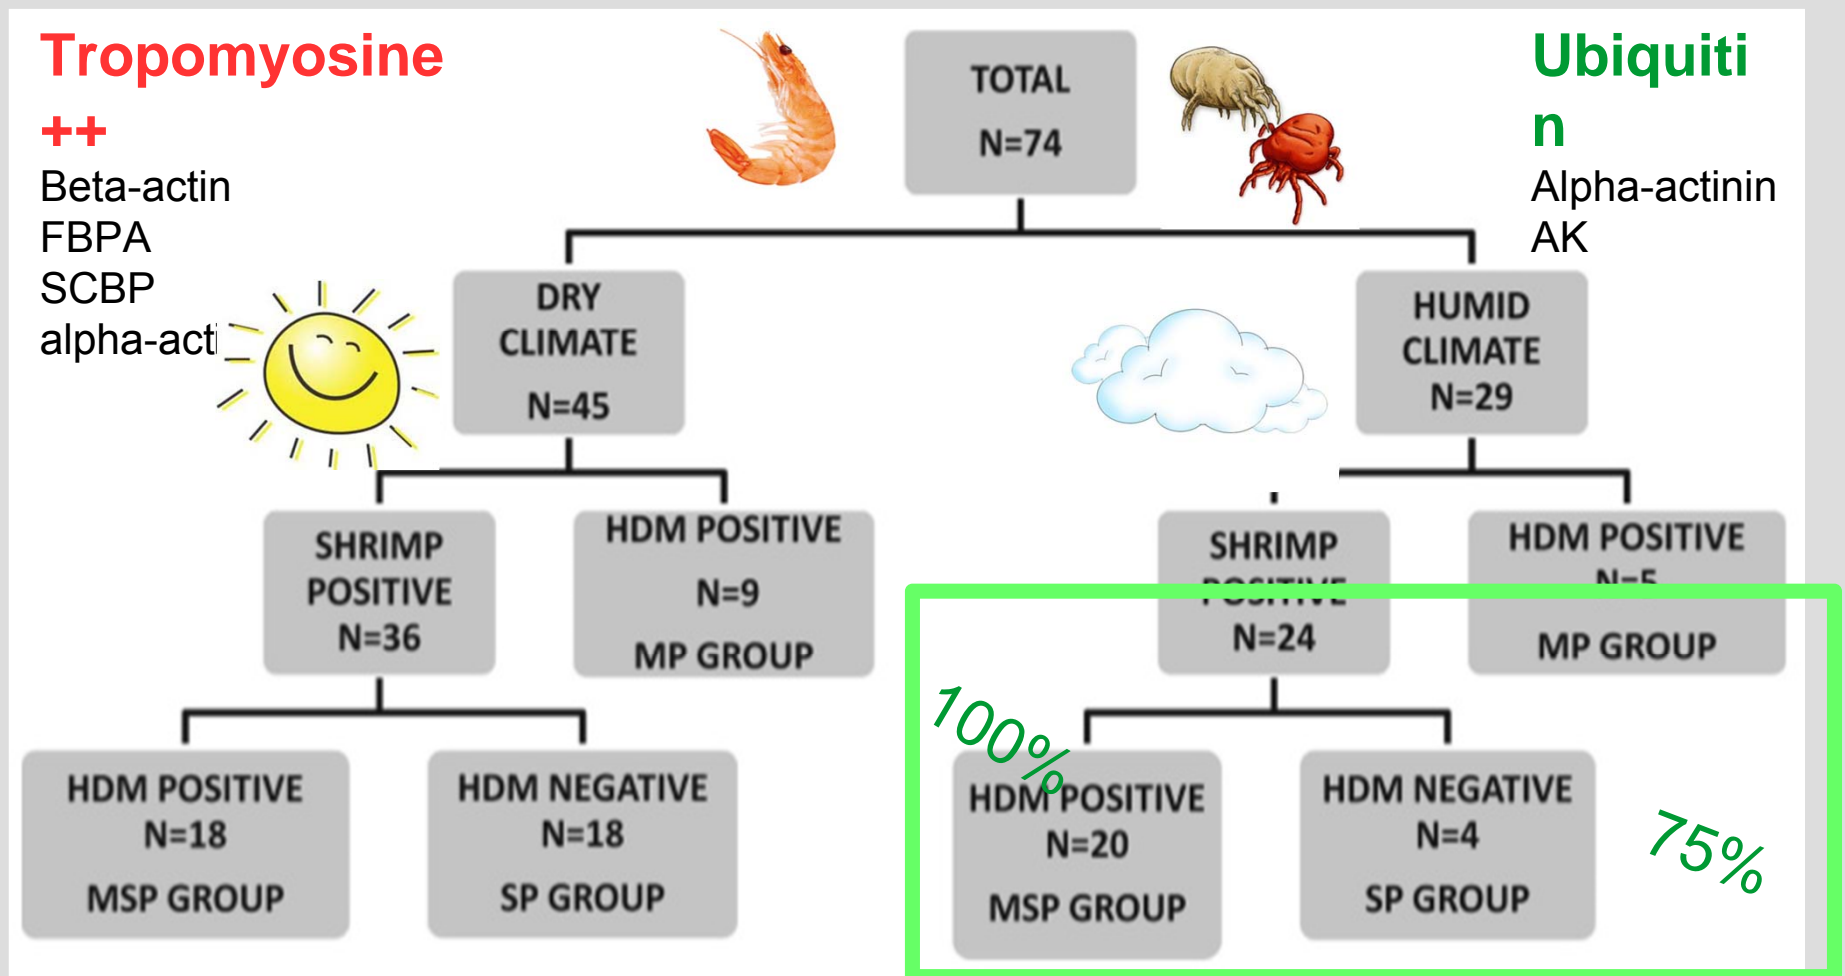 Tropomyosine
++
Beta-actin
FBPA
SCBP
alpha-acti
TOTAL
N=74
Ubiquiti
n
Alpha-actinin
AK
DRY
CLIMATE
N=45
HUMID
CLIMATE
N=29
SHRIMP
POSITIVE
N=36
HDM POSITIVE
N=9
MP GROUP
SHRIMP
POSITIVE
N=24
HDM POSITIVE
N=5
MP GROUP
HDM POSITIVE
N=18
MSP GROUP
HDM NEGATIVE
N=18
SP GROUP
100%
HDM POSITIVE
N=20
MSP GROUP
HDM NEGATIVE
N=4
SP GROUP
75%